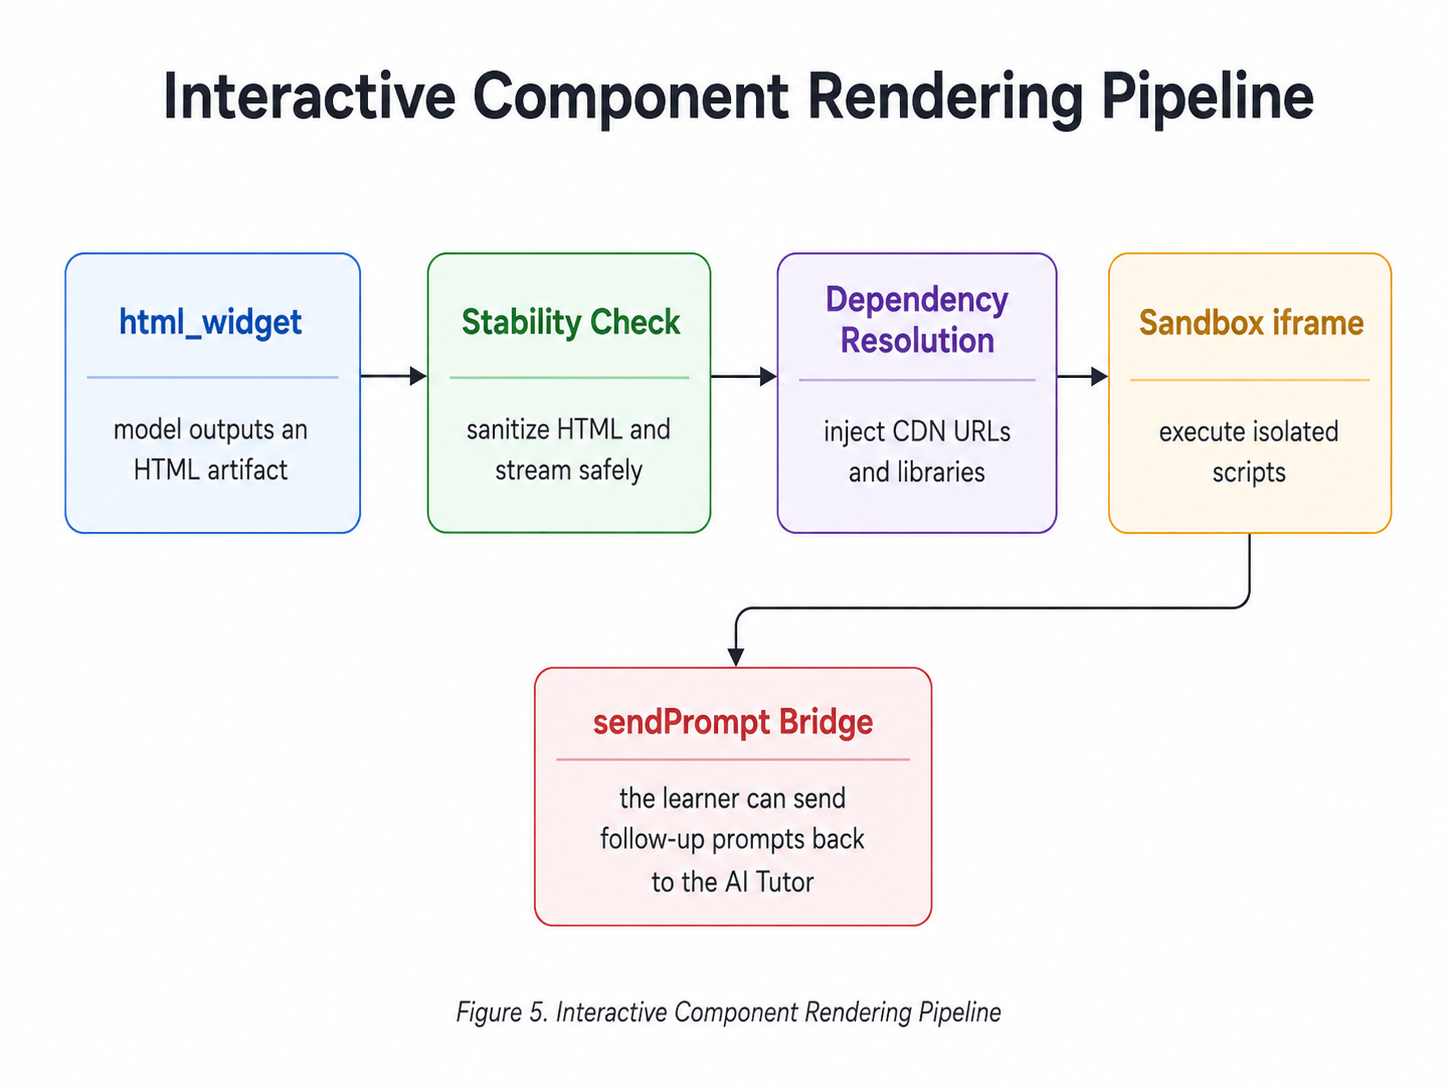 Interactive Component Rendering Pipeline
html_widget
model outputs an
HTML artifact
Stability Check
sanitize HTML and
stream safely
Dependency
Resolution
inject CDN URLs
and libraries
Sandbox iframe
execute isolated
scripts
sendPrompt Bridge
the learner can send
follow-up prompts back
to the AI Tutor
Figure 5. Interactive Component Rendering Pipeline